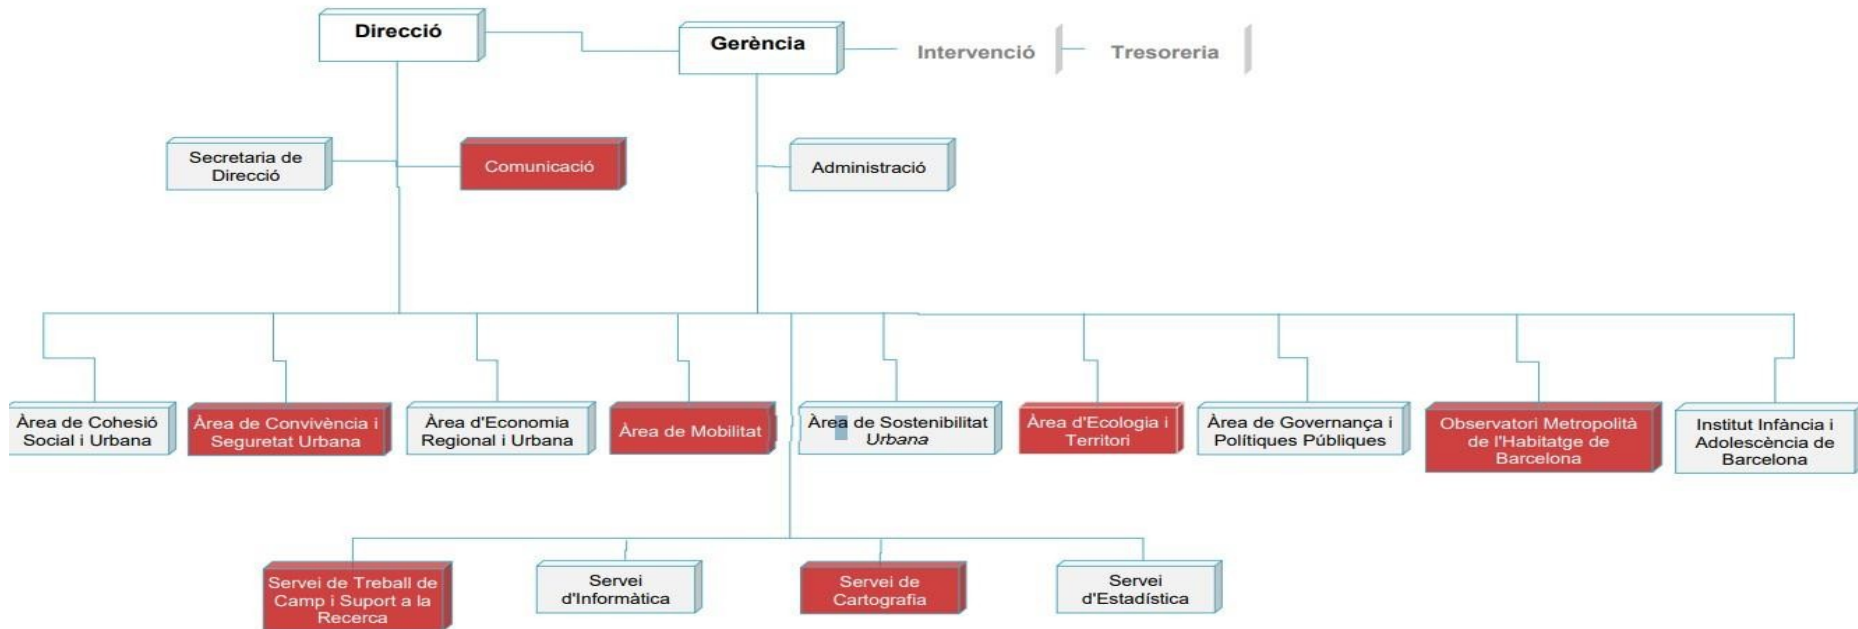 Direcció
Gerència
Intervenció
Tresoreria
Secretaria de
Direcció
Comunicació
Administració
Àrea de Cohesió
Social i Urbana
Àrea de Convivència i
Seguretat Urbana
Àrea d'Economia
Regional i Urbana
Àrea de Mobilitat
Àrea de Sostenibilitat
Urbana
Àrea d'Ecologia i
Territori
Àrea de Governança i
Polítiques Públiques
Observatori Metropolità
de l'Habitatge de
Barcelona
Institut Infància i
Adolescència de
Barcelona
Servei de Treball de
Camp i Suport a la
Recerca
Servei
d'Informàtica
Servei de
Cartografia
Servei
d'Estadística